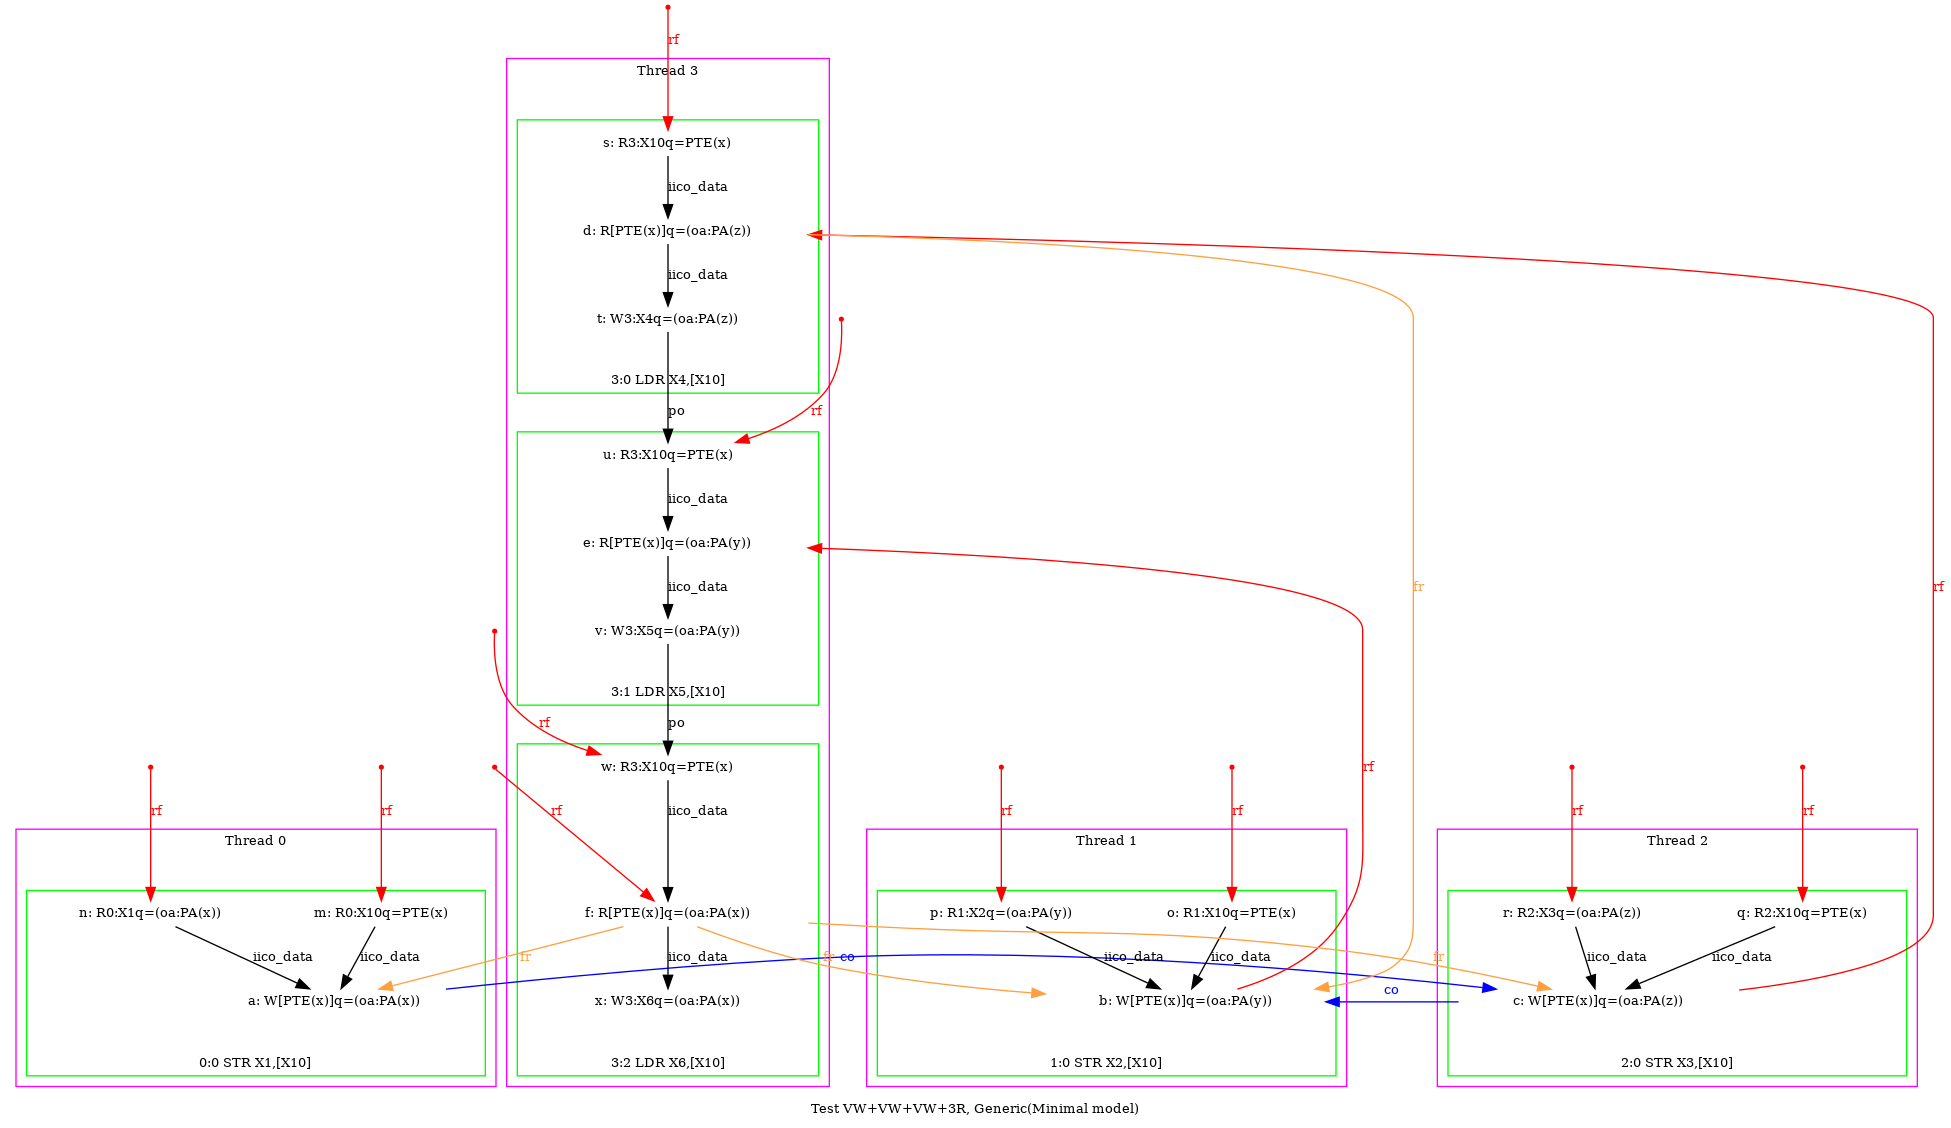 rf
Thread 3
s: R3:X10q=PTE(x)
iico_data
d: R[PTE(x)]q=(oa:PA(z))
iico_data
t: W3:X4q=(oa:PA(z))
3:0 LDR X4,[X10]
po
rf
u: R3:X10q=PTE(x)
iico_data
e: R[PTE(x)]q=(oa:PA(y))
iico_data
fr
rf
v: W3:X5q=(oa:PA(y))
3:1 LDR X5,[X10]
rf
po
w: R3:X10q=PTE(x)
rf
rf
rf
rf
iico_data
rf
rf
rf
rf
Thread 0
Thread 1
Thread 2
n: R0:X1q=(oa:PA(x))
m: R0:X10q=PTE(x)
f: R[PTE(x)]q=(oa:PA(x))
p: R1:X2q=(oa:PA(y))
o: R1:X10q=PTE(x)
r: R2:X3q=(oa:PA(z))
q: R2:X10q=PTE(x)
iico_data
iico_data
fr
iico_data
fr
co
iico_data
iico_data
fr
iico_data
iico_data
co
a: W[PTE(x)]q=(oa:PA(x))
x: W3:X6q=(oa:PA(x))
b: W[PTE(x)]q=(oa:PA(y))
c: W[PTE(x)]q=(oa:PA(z))
0:0 STR X1,[X10]
3:2 LDR X6,[X10]
1:0 STR X2,[X10]
2:0 STR X3,[X10]
Test VW+VW+VW+3R, Generic(Minimal model)